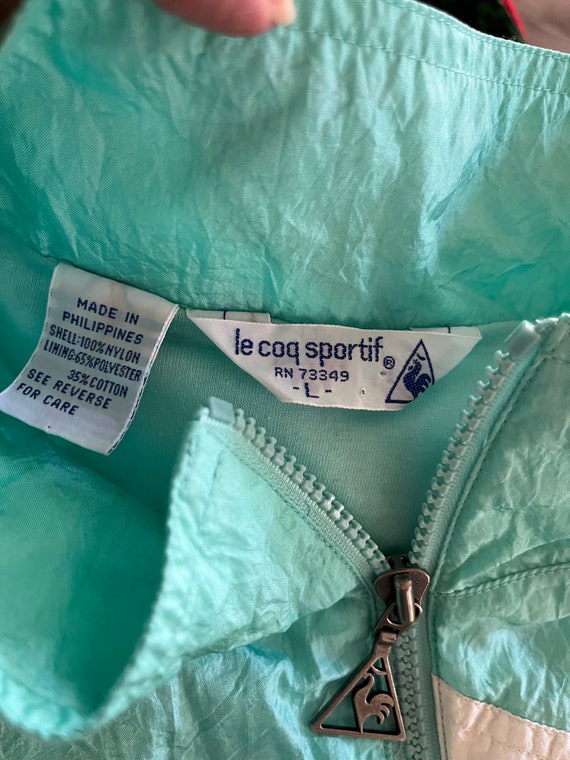 MADE IN
PHILIPPINES
SHELL:100%NYLON
LINING:65%POLYESTER
35%COTTON
SEE REVERSE
FOR CARE
le coq sportif®
RN 73349
- L -